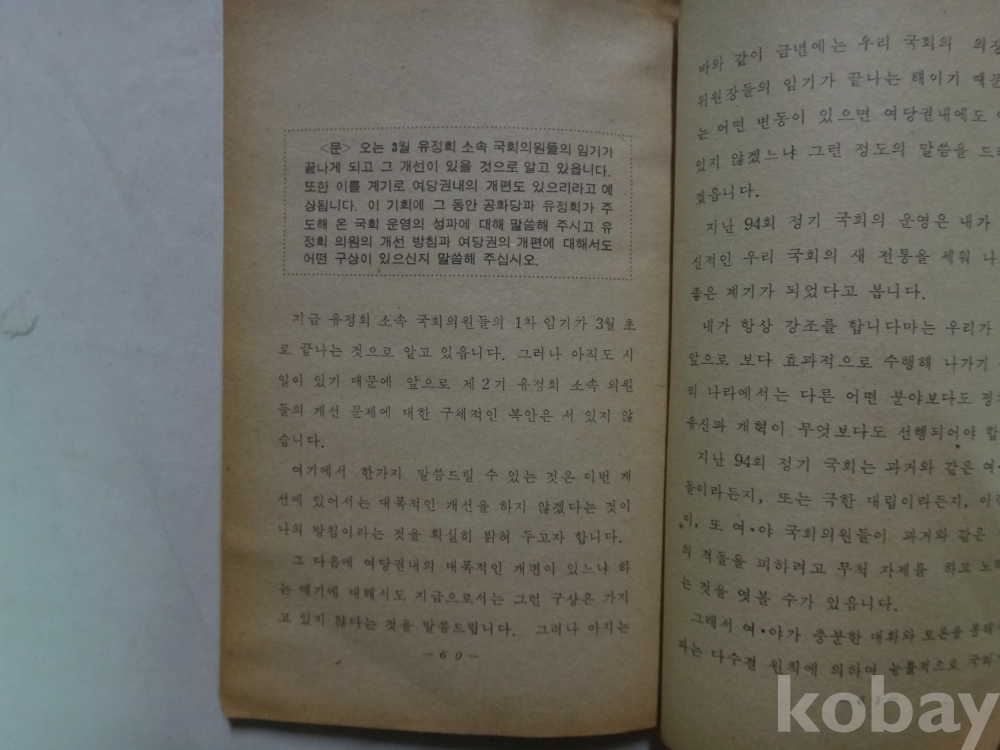 <문> 오는 3월 유정회 소속 국회의원들의 임기가
끝나게 되고 그 개선이 있을 것으로 알고 있읍니다.
또한 이를 계기로 여당권내의 개편도 있으리라고 예
상됩니다. 이 기회에 그 동안 공화당과 유정회가 주
도해 온 국회 운영의 성과에 대해 말씀해 주시고 유
정회 의원의 개선 방침과 여당권의 개편에 대해서도
어떤 구상이 있으신지 말씀해 주십시오.
지금 유정회 소속 국회의원들의 1차 임기가 3월 초
로 끝나는 것으로 알고 있읍니다. 그러나 아직도 시
일이 있기 때문에 앞으로 제2기 유정회 소속 의원
들의 개선 문제에 대한 구체적인 복안은 서 있지 않
습니다.
여기에서 한가지 말씀드릴 수 있는 것은 이번 개
선에 있어서는 대폭적인 개선을 하지 않겠다는 것이
나의 방침이라는 것을 확실히 밝혀 두고자 합니다.
그 다음에 여당권내의 대폭적인 개편이 있느냐 하
는 얘기에 대해서도 지금으로서는 그런 구상은 가지
고 있지 않다는 것을 말씀드립니다. 그러나 아까는
—60—
바와 같이 금년에는 우리 국회의 의장
위원장들의 임기가 끝나는 해이기 때문
는 어떤 변동이 있으면 여당권내에도
있지 않겠느냐 그런 정도의 말씀을 드리
겠읍니다.
지난 94회 정기 국회의 운영은 내가
신적인 우리 국회의 새 전통을 세워 나
좋은 계기가 되었다고 봅니다.
내가 항상 강조를 합니다마는 우리가
앞으로 보다 효과적으로 수행해 나가기
리 나라에서는 다른 어떤 분야보다도 정치
유신과 개혁이 무엇보다도 선행되어야 합
지난 94회 정기 국회는 과거와 같은 여
들이라든지, 또는 극한 대립이라든지, 이
이, 또 여·야 국회의원들이 과거와 같은
의 격돌을 피하려고 무척 자제를 하고 노력
는 것을 엿볼 수가 있읍니다.
그래서 여·야가 충분한 대화와 토론을 통해
과는 다수결 원칙에 의하여 능률적으로 국회
kobay